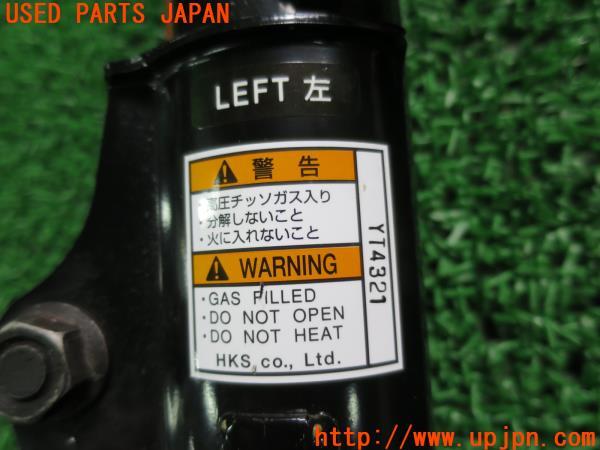 USED PARTS JAPAN
LEFT 左
警告
・高圧チッソガス入り
・分解しないこと
・火に入れないこと
WARNING
・GAS FILLED
・DO NOT OPEN
・DO NOT HEAT
HKS co., Ltd.
YT4321
http://www.upjpn.com